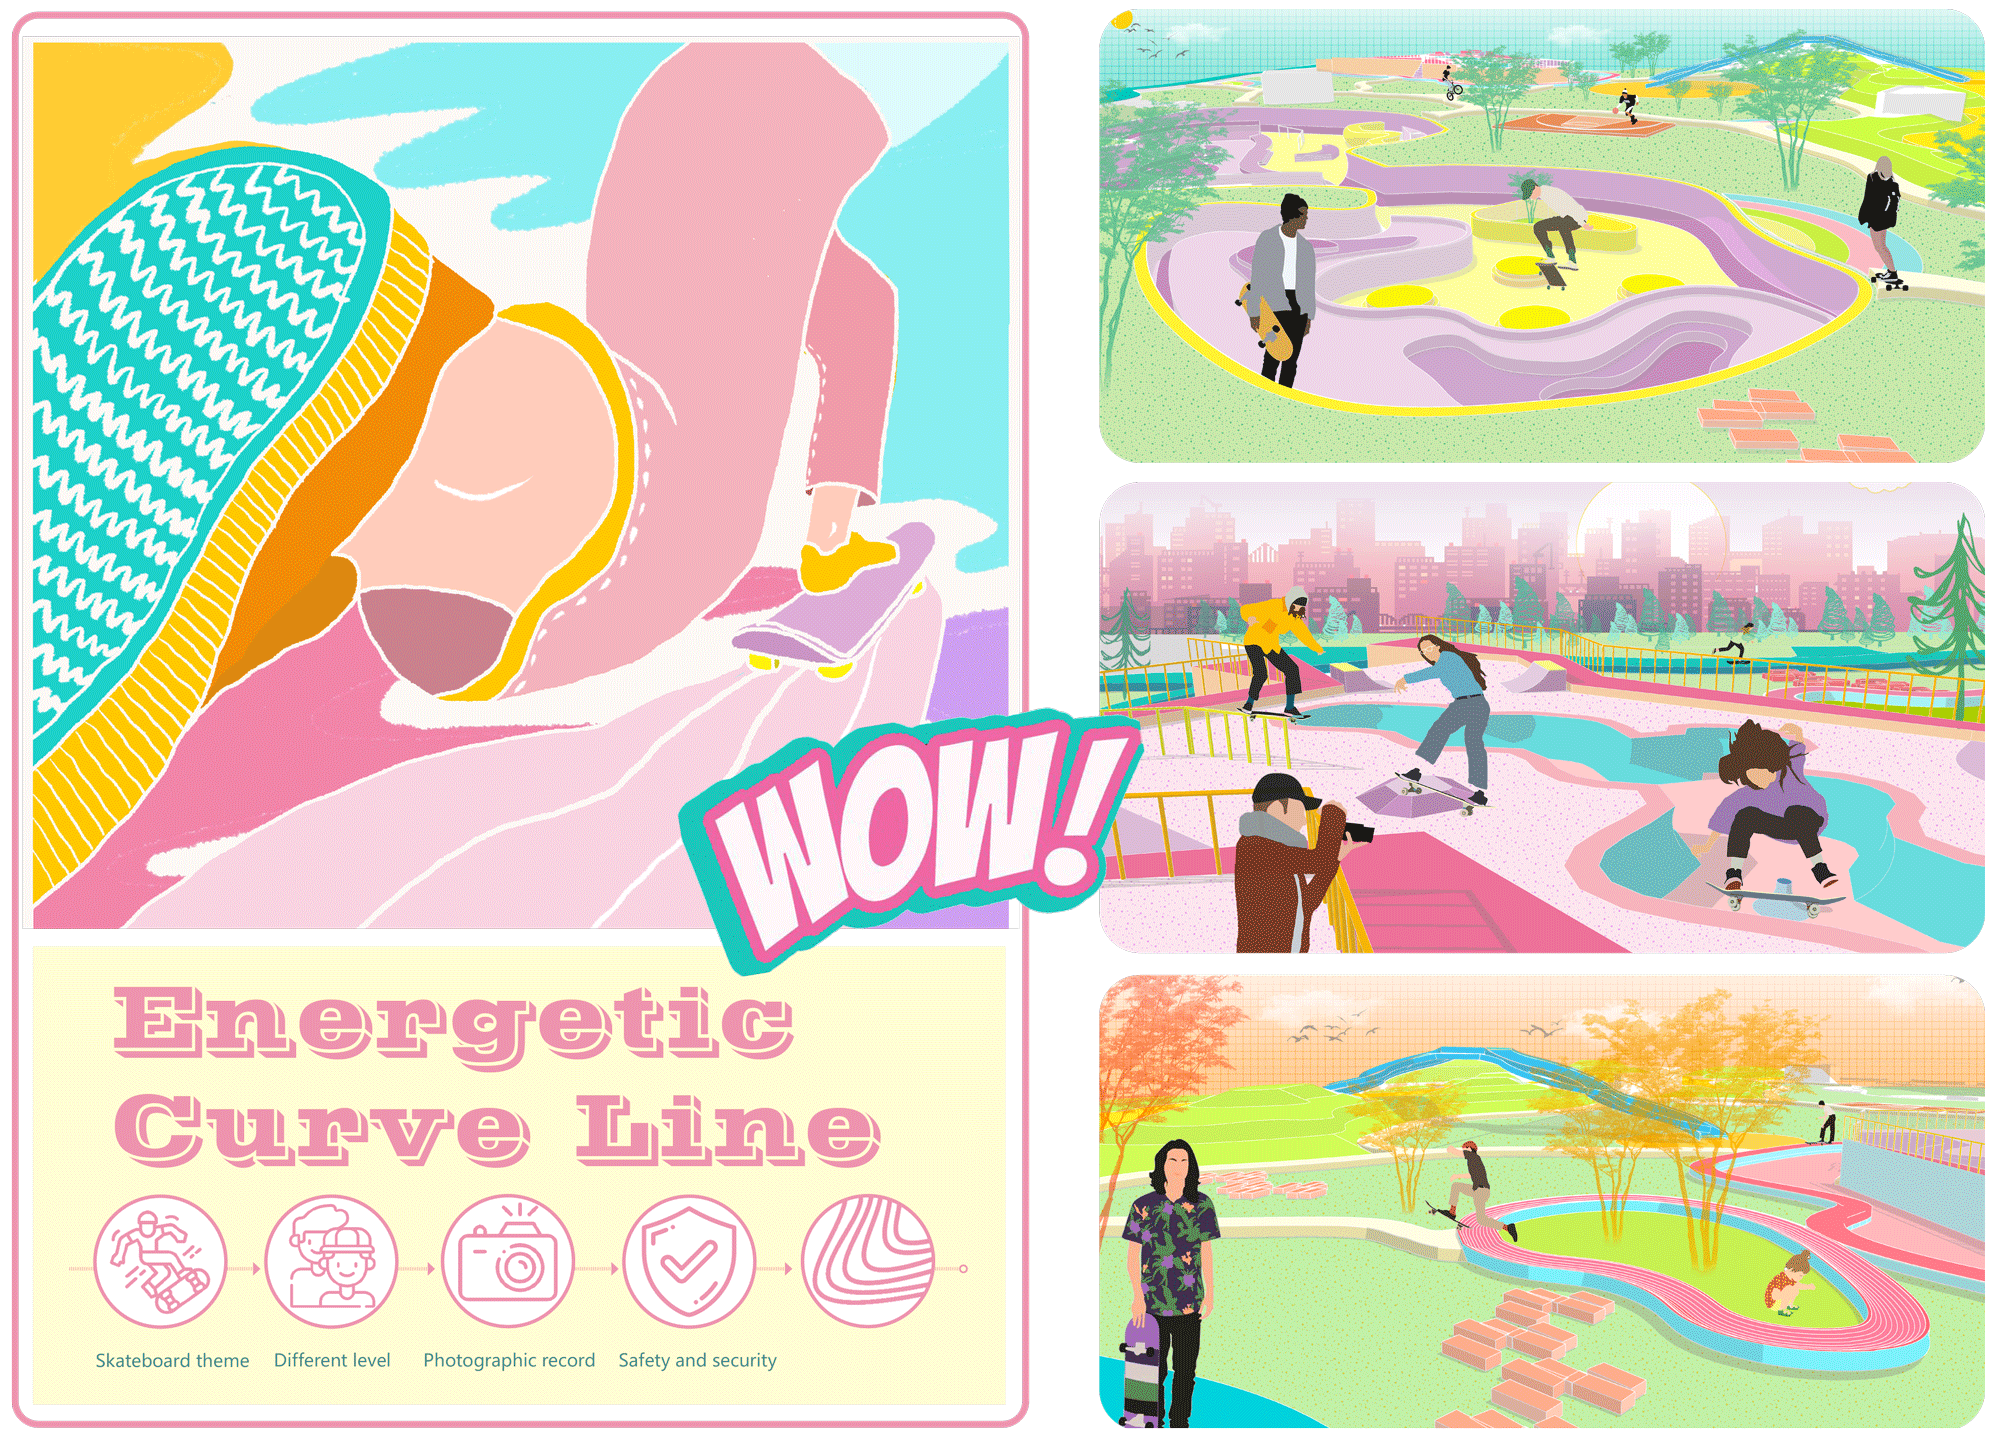 WOW!
Energetic
Curve Line
Skateboard theme
Different level
Photographic record
Safety and security